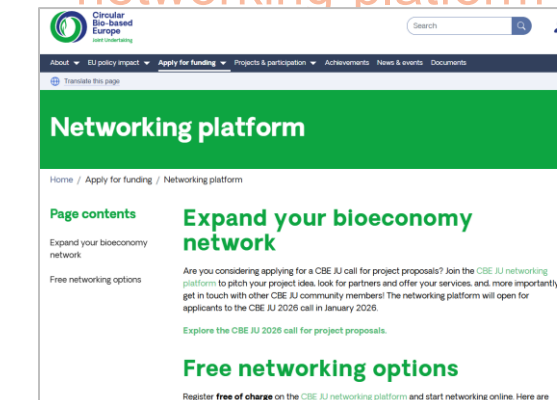 networking platform
Circular
Bio-based
Europe
Joint Undertaking
Search
About EU policy impact Apply for funding Projects & participation Achievements News & events Documents
Translate this page
Networking platform
Home / Apply for funding / Networking platform
Page contents
Expand your bioeconomy
network
Free networking options
Expand your bioeconomy
network
Are you considering applying for a CBE JU call for project proposals? Join the CBE JU networking
platform to pitch your project idea, look for partners and offer your services, and, more importantly
get in touch with other CBE JU community members! The networking platform will open for
applicants to the CBE JU 2026 call in January 2026.
Explore the CBE JU 2026 call for project proposals.
Free networking options
Register free of charge on the CBE JU networking platform and start networking online. Here are